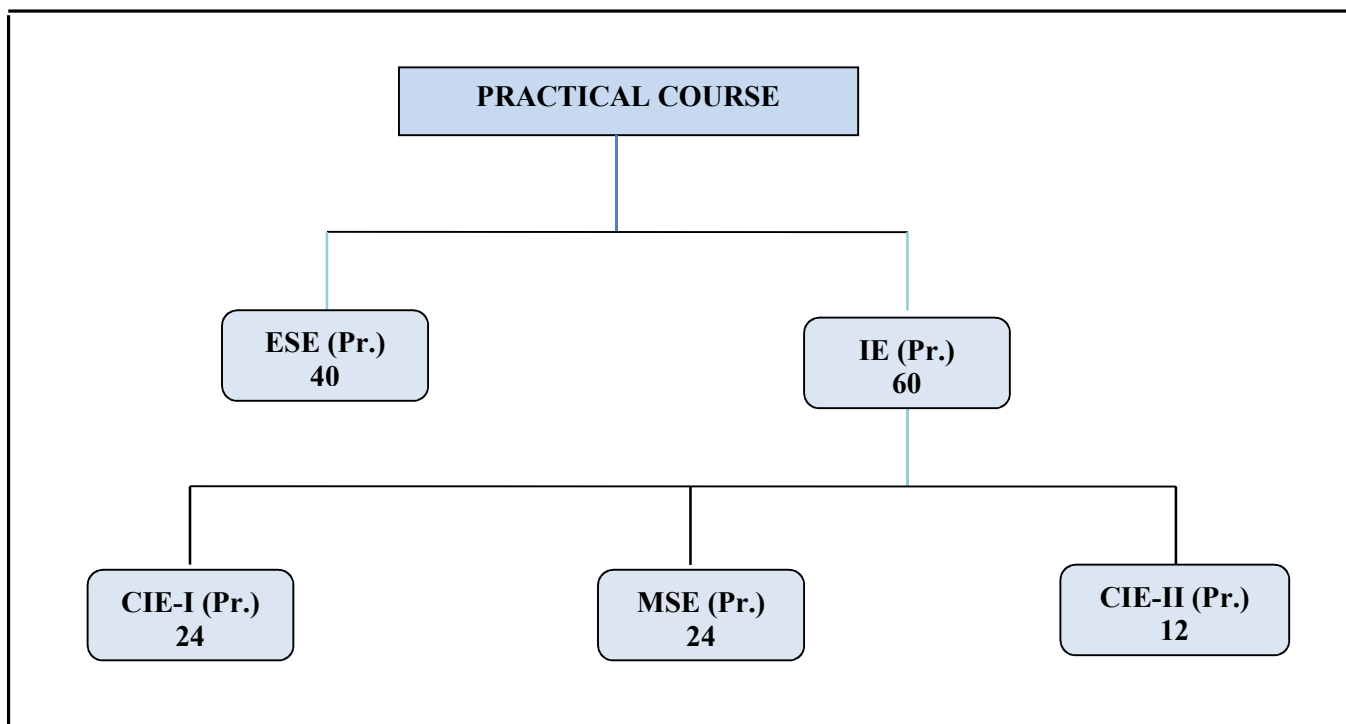 PRACTICAL COURSE
ESE (Pr.)
40
IE (Pr.)
60
CIE-I (Pr.)
24
MSE (Pr.)
24
CIE-II (Pr.)
12